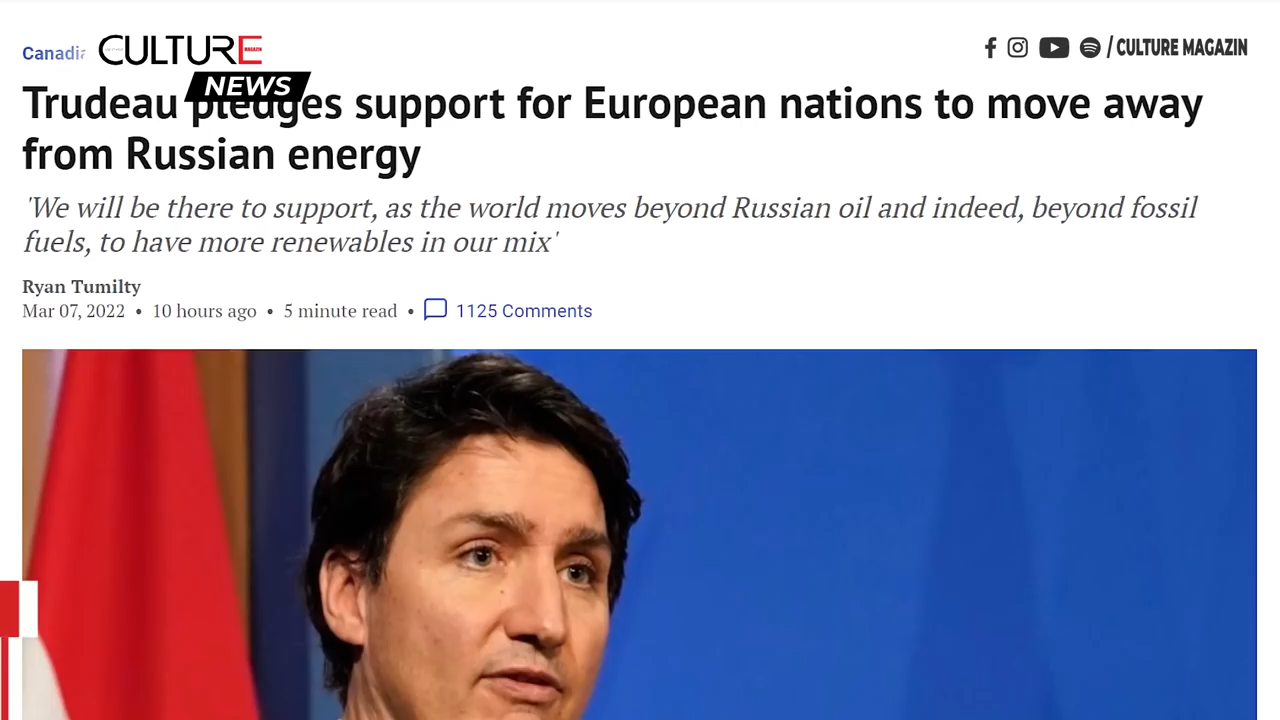 Canadi
CULTURE
MAGAZIN
NEWS
/ CULTURE MAGAZIN
Trudeau pledges support for European nations to move away
from Russian energy
'We will be there to support, as the world moves beyond Russian oil and indeed, beyond fossil
fuels, to have more renewables in our mix'
Ryan Tumilty
Mar 07, 2022 • 10 hours ago • 5 minute read • 1125 Comments